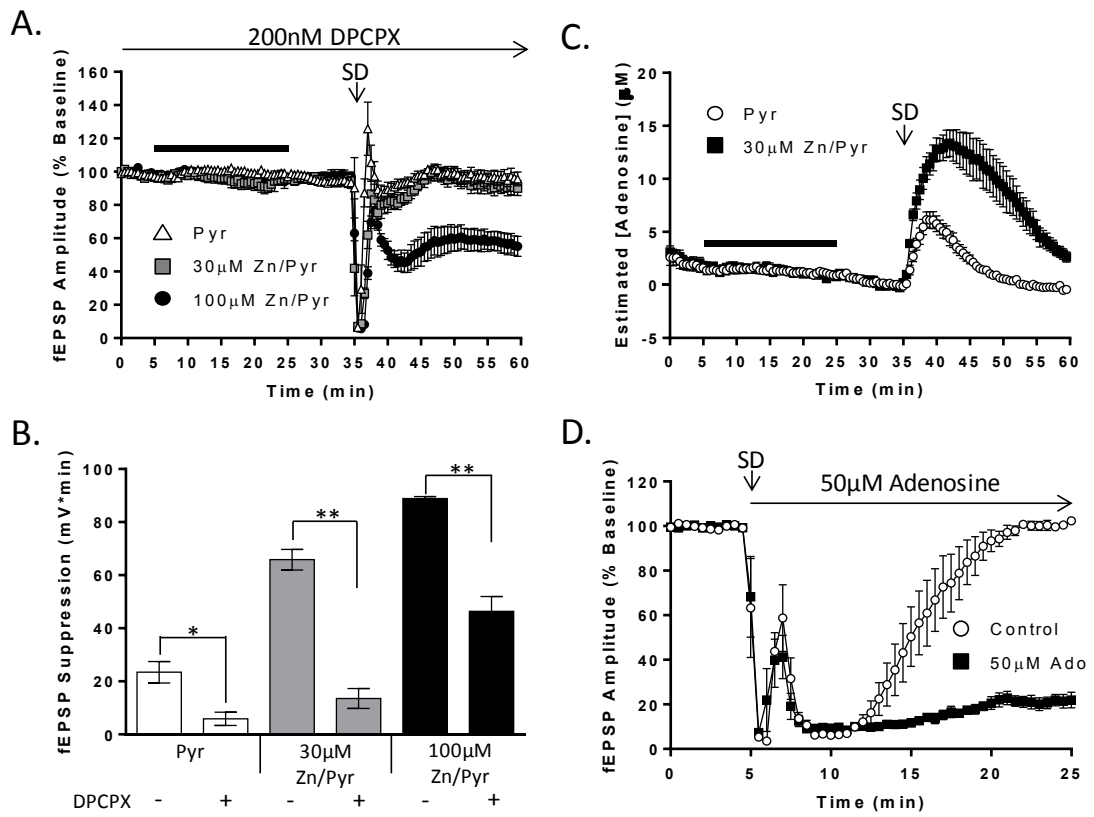 A.
200nM DPCPX
SD
fEPSP Amplitude (% Baseline)
160
140
120
100
80
60
40
20
0
Pyr
30μM Zn/Pyr
100μM Zn/Pyr
0 5 10 15 20 25 30 35 40 45 50 55 60
Time (min)
C.
Estimated [Adenosine] (μM)
20
15
10
5
0
-5
Pyr
30μM Zn/Pyr
SD
0 5 10 15 20 25 30 35 40 45 50 55 60
Time (min)
B.
fEPSP Suppression (mV*min)
100
80
60
40
20
0
*
**
**
Pyr
30μM
Zn/Pyr
100μM
Zn/Pyr
DPCPX - + - + - +
D.
SD
50μM Adenosine
fEPSP Amplitude (% Baseline)
120
100
80
60
40
20
0
Control
50μM Ado
0 5 10 15 20 25
Time (min)